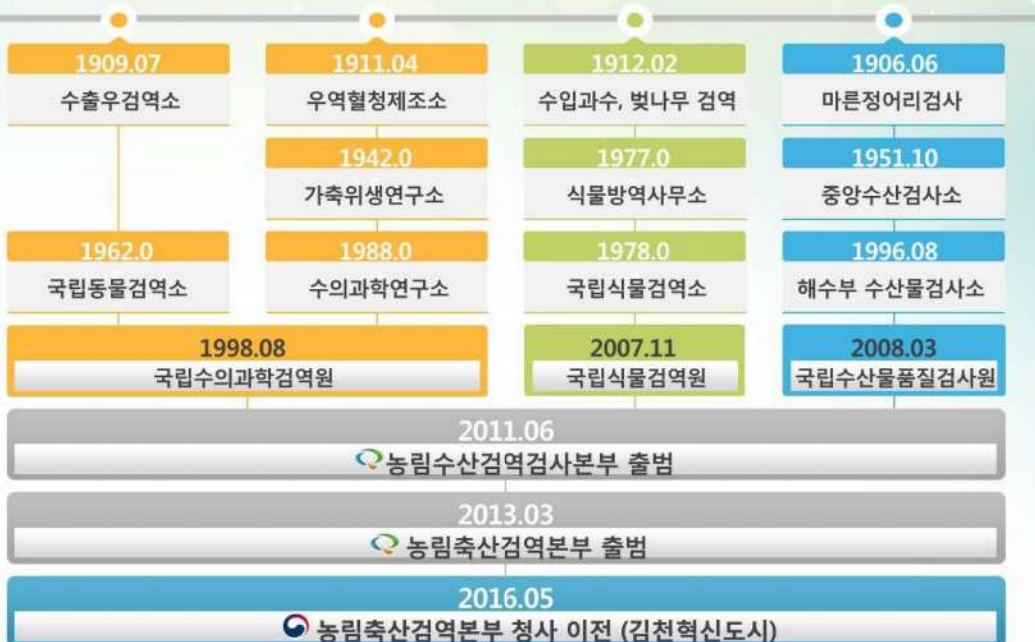 1909.07
수출우검역소
1911.04
우역혈청제조소
1912.02
수입과수, 벚나무 검역
1906.06
마른정어리검사
1942.0
가축위생연구소
1977.0
식물방역사무소
1951.10
중앙수산검사소
1962.0
국립동물검역소
1988.0
수의과학연구소
1978.0
국립식물검역소
1996.08
해수부 수산물검사소
1998.08
국립수의과학검역원
2007.11
국립식물검역원
2008.03
국립수산물품질검사원
2011.06
농림수산검역검사본부 출범
2013.03
농림축산검역본부 출범
2016.05
농림축산검역본부 청사 이전 (김천혁신도시)